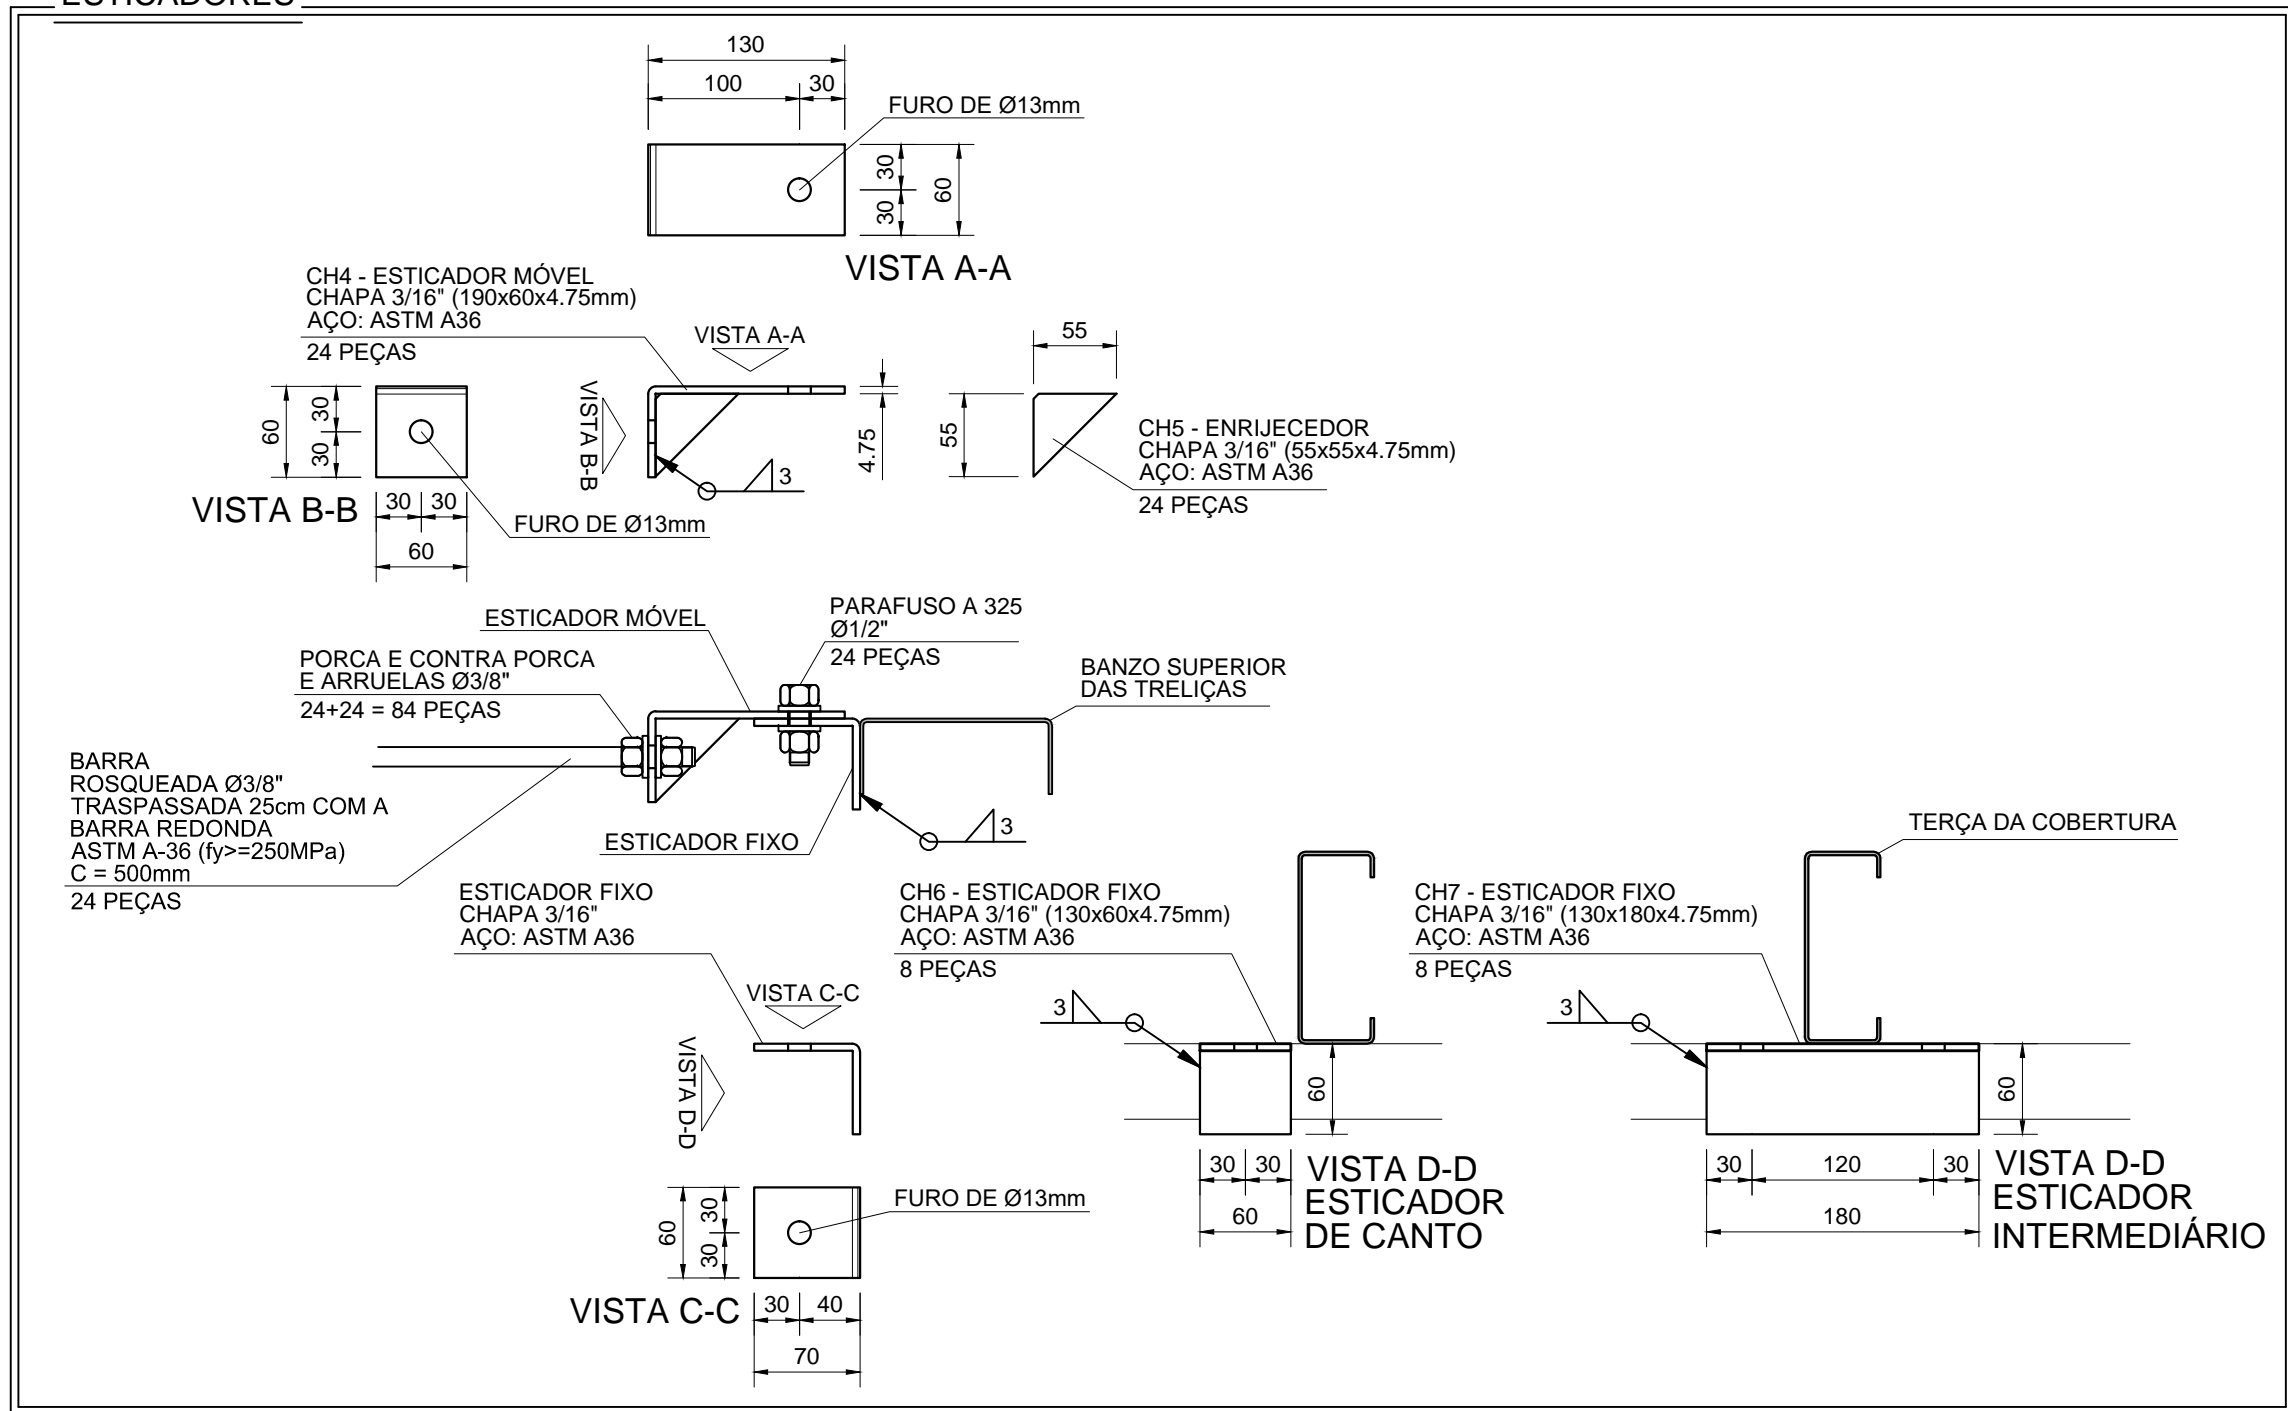 ESTICADORES
130
100
30
FURO DE Ø13mm
30
30
60
VISTA A-A
CH4 - ESTICADOR MÓVEL
CHAPA 3/16" (190x60x4.75mm)
AÇO: ASTM A36
24 PEÇAS
VISTA A-A
VISTA B-B
4.75
3
55
55
CH5 - ENRIJECEDOR
CHAPA 3/16" (55x55x4.75mm)
AÇO: ASTM A36
24 PEÇAS
60
30
30
VISTA B-B
30
30
60
FURO DE Ø13mm
ESTICADOR MÓVEL
PARAFUSO A 325
Ø1/2"
24 PEÇAS
PORCA E CONTRA PORCA
E ARRUELAS Ø3/8"
24+24 = 84 PEÇAS
BANZO SUPERIOR
DAS TRELIÇAS
BARRA
ROSQUEADA Ø3/8"
TRASPASSADA 25cm COM A
BARRA REDONDA
ASTM A-36 (fy>=250MPa)
C = 500mm
24 PEÇAS
ESTICADOR FIXO
3
TERÇA DA COBERTURA
ESTICADOR FIXO
CHAPA 3/16"
AÇO: ASTM A36
VISTA C-C
VISTA D-D
CH6 - ESTICADOR FIXO
CHAPA 3/16" (130x60x4.75mm)
AÇO: ASTM A36
8 PEÇAS
3
60
30
30
60
VISTA D-D
ESTICADOR
DE CANTO
CH7 - ESTICADOR FIXO
CHAPA 3/16" (130x180x4.75mm)
AÇO: ASTM A36
8 PEÇAS
3
60
30
120
30
180
VISTA D-D
ESTICADOR
INTERMEDIÁRIO
60
30
30
FURO DE Ø13mm
VISTA C-C
30
40
70